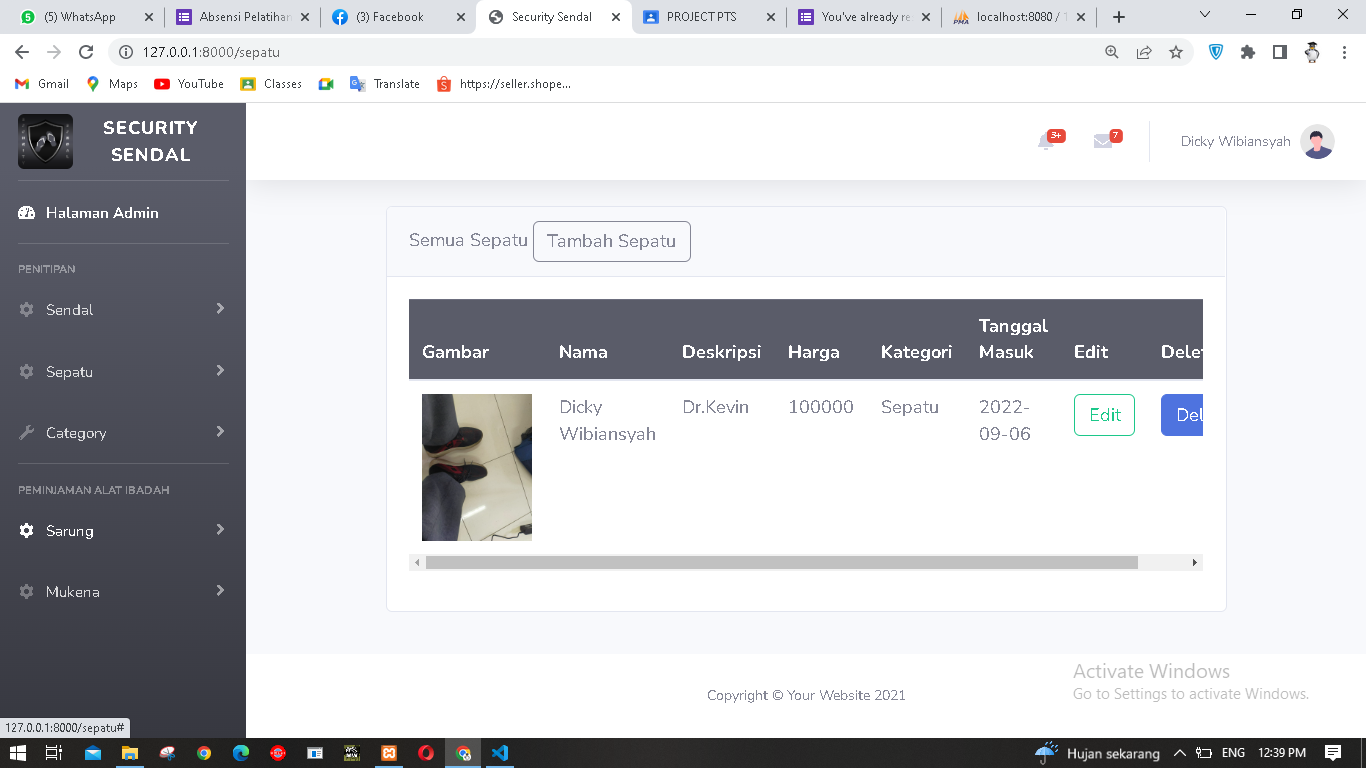 5
(5) WhatsApp
Absensi Pelatihan
(3) Facebook
Security Sendal
PROJECT PTS
You've already re
localhost:8080 / 1
127.0.0.1:8000/sepatu
Gmail
Maps
YouTube
Classes
Translate
https://seller.shope...
SECURITY
SENDAL
3+
7
Dicky Wibiansyah
Halaman Admin
PENITIPAN
Sendal
Sepatu
Category
PEMINJAMAN ALAT IBADAH
Sarung
Mukena
Semua Sepatu
Tambah Sepatu
Gambar
Nama
Deskripsi
Harga
Kategori
Tanggal
Masuk
Edit
Delet
Dicky
Wibiansyah
Dr.Kevin
100000
Sepatu
2022-
09-06
Edit
Del
Copyright © Your Website 2021
Activate Windows
Go to Settings to activate Windows.
127.0.0.1:8000/sepatu#
Hujan sekarang
ENG
12:39 PM